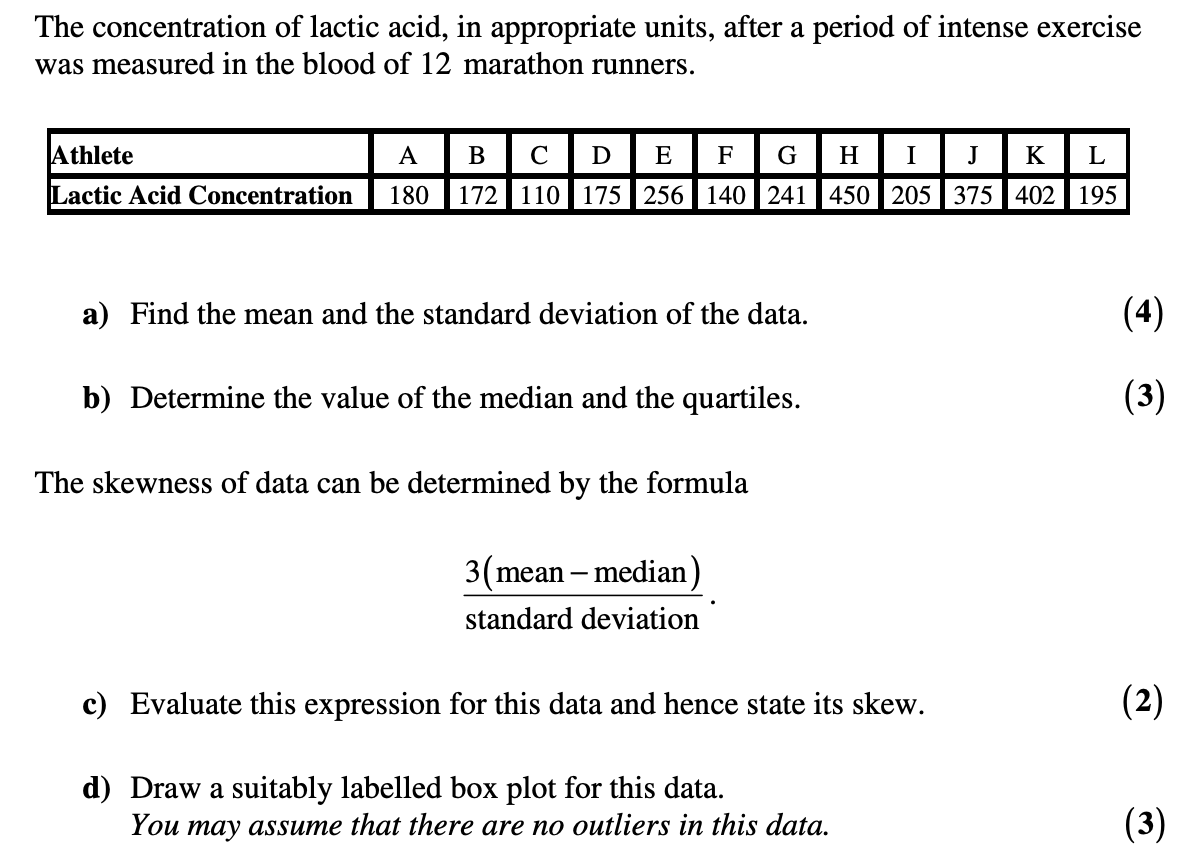 The concentration of lactic acid, in appropriate units, after a period of intense exercise
was measured in the blood of 12 marathon runners.
Athlete A B C D E F G H I J K L
Lactic Acid Concentration 180 172 110 175 256 140 241 450 205 375 402 195
a) Find the mean and the standard deviation of the data. (4)
b) Determine the value of the median and the quartiles. (3)
The skewness of data can be determined by the formula
3(mean – median)
standard deviation .
c) Evaluate this expression for this data and hence state its skew. (2)
d) Draw a suitably labelled box plot for this data.
You may assume that there are no outliers in this data. (3)